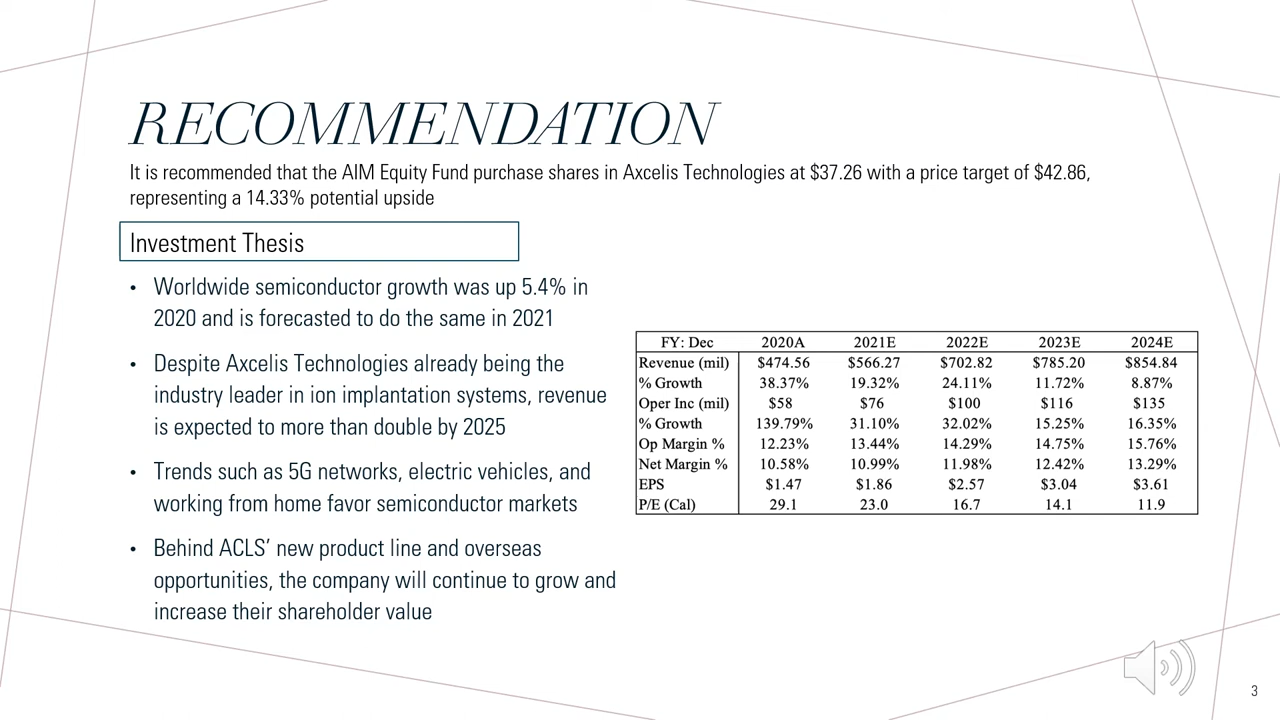 RECOMMENDATION
It is recommended that the AIM Equity Fund purchase shares in Axcelis Technologies at $37.26 with a price target of $42.86,
representing a 14.33% potential upside
Investment Thesis
• Worldwide semiconductor growth was up 5.4% in
2020 and is forecasted to do the same in 2021
• Despite Axcelis Technologies already being the
industry leader in ion implantation systems, revenue
is expected to more than double by 2025
• Trends such as 5G networks, electric vehicles, and
working from home favor semiconductor markets
• Behind ACLS’ new product line and overseas
opportunities, the company will continue to grow and
increase their shareholder value
FY: Dec 2020A 2021E 2022E 2023E 2024E
Revenue (mil) $474.56 $566.27 $702.82 $785.20 $854.84
% Growth 38.37% 19.32% 24.11% 11.72% 8.87%
Oper Inc (mil) $58 $76 $100 $116 $135
% Growth 139.79% 31.10% 32.02% 15.25% 16.35%
Op Margin % 12.23% 13.44% 14.29% 14.75% 15.76%
Net Margin % 10.58% 10.99% 11.98% 12.42% 13.29%
EPS $1.47 $1.86 $2.57 $3.04 $3.61
P/E (Cal) 29.1 23.0 16.7 14.1 11.9
3